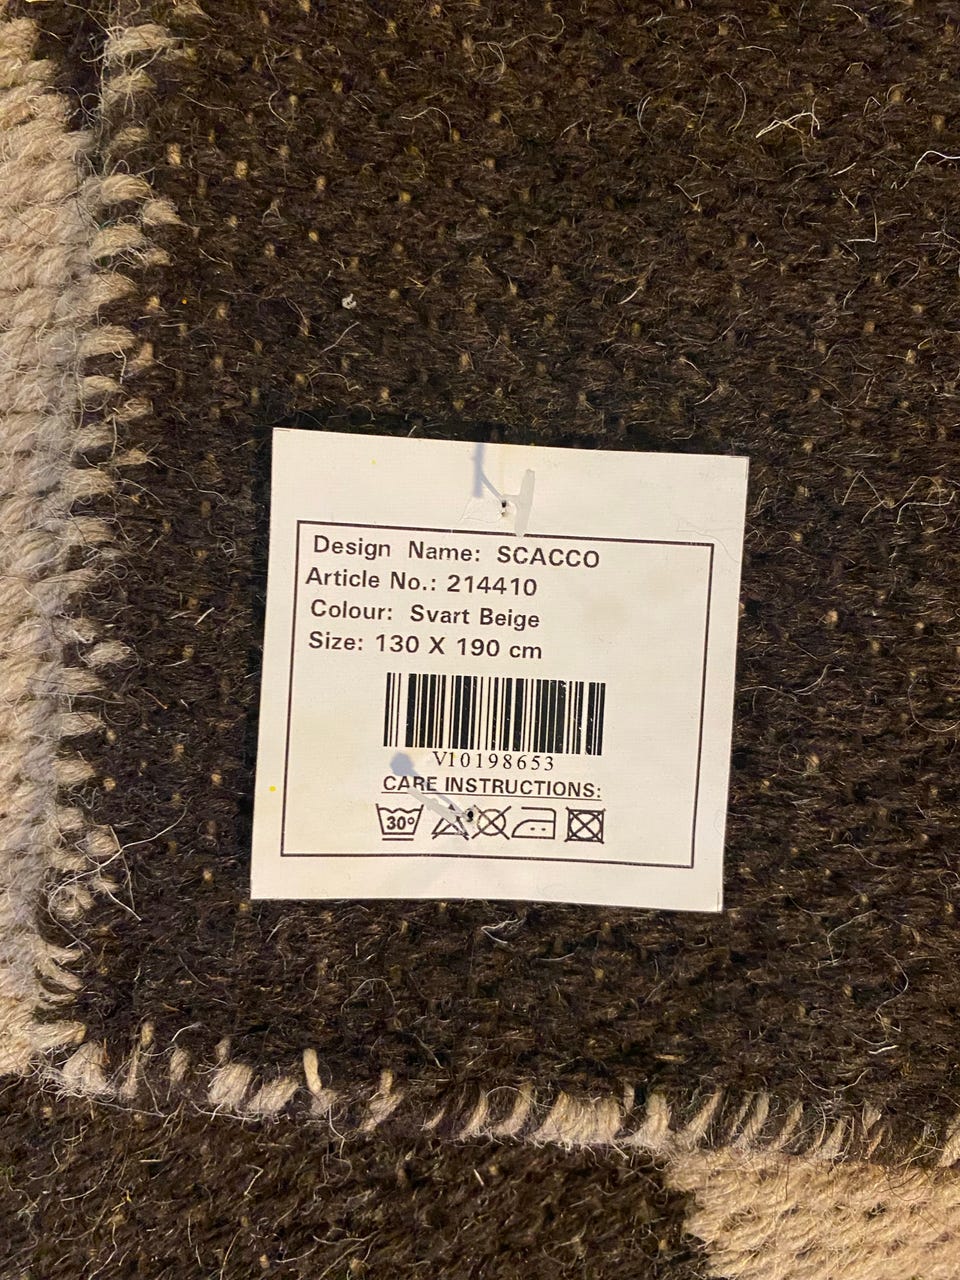 Design Name: SCACCO
Article No.: 214410
Colour: Svart Beige
Size: 130 X 190 cm
V10198653
CARE INSTRUCTIONS:
30°